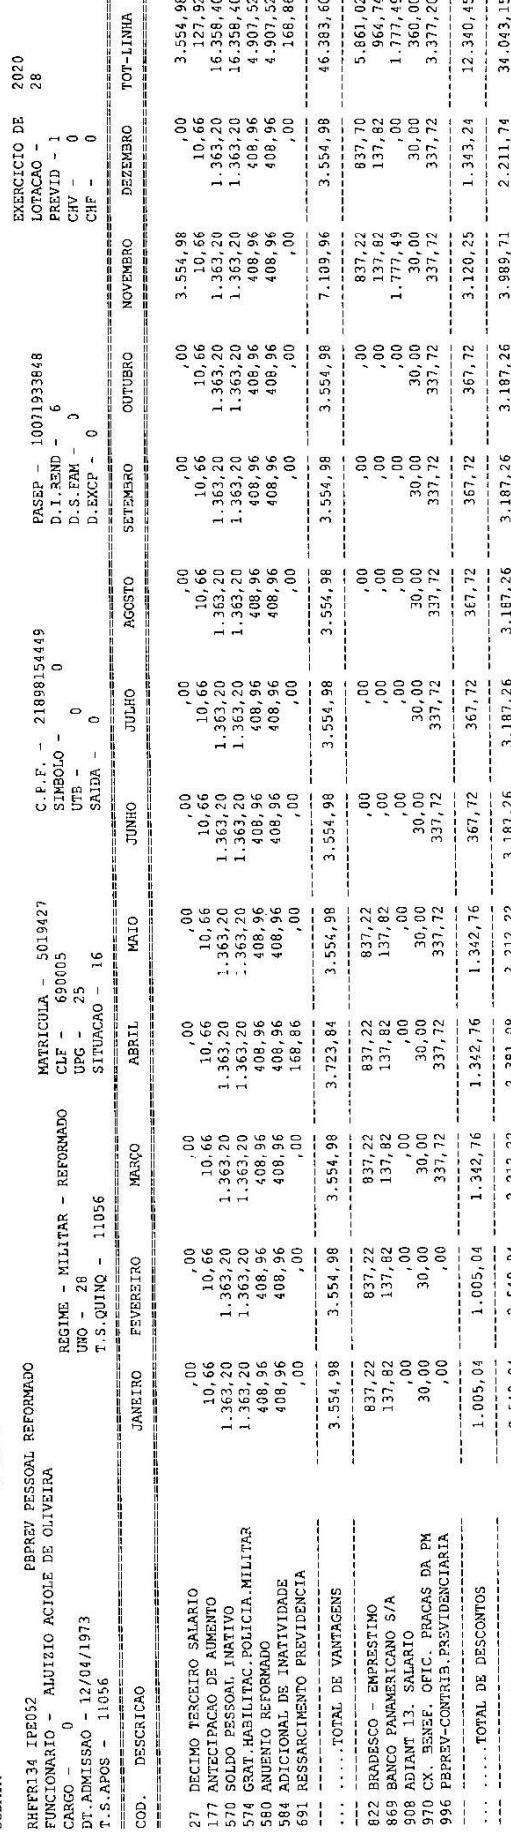 RHFFR134 IPE052 PBPREV PESSOAL REFORMADO EXERCICIO DE 2020
FUNCIONARIO - ALUIZIO ACIOLE DE OLIVEIRA MATRICULA - 5019427 C.P.F. - 21898154449 PASEP - 10071933848 LOTACAO - 28
CARGO - 0 REGIME - MILITAR - REFORMADO CLF - 690005 SIMBOLO - 0 D.I.REND - 6 PREVID - 1
DT.ADMISSAO - 12/04/1973 UNO - 28 UPG - 25 UTB - 0 D.S.FAM - 0 CHV - 0
T.S.APOS - 11056 T.S.QUINQ - 11056 SITUACAO - 16 SAIDA - 0 D.EXCP - 0 CHF - 0
COD. DESCRICAO JANEIRO FEVEREIRO MARÇO ABRIL MAIO JUNHO JULHO AGOSTO SETEMBRO OUTUBRO NOVEMBRO DEZEMBRO TOT-LINHA
27 DECIMO TERCEIRO SALARIO ,00 ,00 ,00 ,00 ,00 ,00 ,00 ,00 ,00 ,00 3.554,98 ,00 3.554,98
177 ANTECIPACAO DE AUMENTO 10,66 10,66 10,66 10,66 10,66 10,66 10,66 10,66 10,66 10,66 10,66 10,66 127,92
570 SOLDO PESSOAL INATIVO 1.363,20 1.363,20 1.363,20 1.363,20 1.363,20 1.363,20 1.363,20 1.363,20 1.363,20 1.363,20 1.363,20 1.363,20 16.358,40
574 GRAT.HABILITAC.POLICIA.MILITAR 1.363,20 1.363,20 1.363,20 1.363,20 1.363,20 1.363,20 1.363,20 1.363,20 1.363,20 1.363,20 1.363,20 1.363,20 16.358,40
580 ANUENIO REFORMADO 408,96 408,96 408,96 408,96 408,96 408,96 408,96 408,96 408,96 408,96 408,96 408,96 4.907,52
584 ADICIONAL DE INATIVIDADE 408,96 408,96 408,96 408,96 408,96 408,96 408,96 408,96 408,96 408,96 408,96 408,96 4.907,52
691 RESSARCIMENTO PREVIDENCIA ,00 ,00 ,00 168,86 ,00 ,00 ,00 ,00 ,00 ,00 ,00 ,00 168,86
... .....TOTAL DE VANTAGENS 3.554,98 3.554,98 3.554,98 3.723,84 3.554,98 3.554,98 3.554,98 3.554,98 3.554,98 3.554,98 7.109,96 3.554,98 46.383,60
822 BRADESCO - EMPRESTIMO 837,22 837,22 837,22 837,22 837,22 ,00 ,00 ,00 ,00 ,00 837,22 837,70 5.861,02
869 BANCO PANAMERICANO S/A 137,82 137,82 137,82 137,82 137,82 ,00 ,00 ,00 ,00 ,00 137,82 137,82 964,74
908 ADIANT 13. SALARIO ,00 ,00 ,00 ,00 ,00 ,00 ,00 ,00 ,00 ,00 1.777,49 ,00 1.777,49
970 CX. BENEF. OFIC. PRACAS DA PM 30,00 30,00 30,00 30,00 30,00 30,00 30,00 30,00 30,00 30,00 30,00 30,00 360,00
996 PBPREV-CONTRIB.PREVIDENCIARIA ,00 ,00 337,72 337,72 337,72 337,72 337,72 337,72 337,72 337,72 337,72 337,72 3.377,20
... .....TOTAL DE DESCONTOS 1.005,04 1.005,04 1.342,76 1.342,76 1.342,76 367,72 367,72 367,72 367,72 367,72 3.120,25 1.343,24 12.340,45
3.187,26 3.187,26 3.187,26 3.187,26 3.187,26 3.989,71 2.211,74 34.043,15